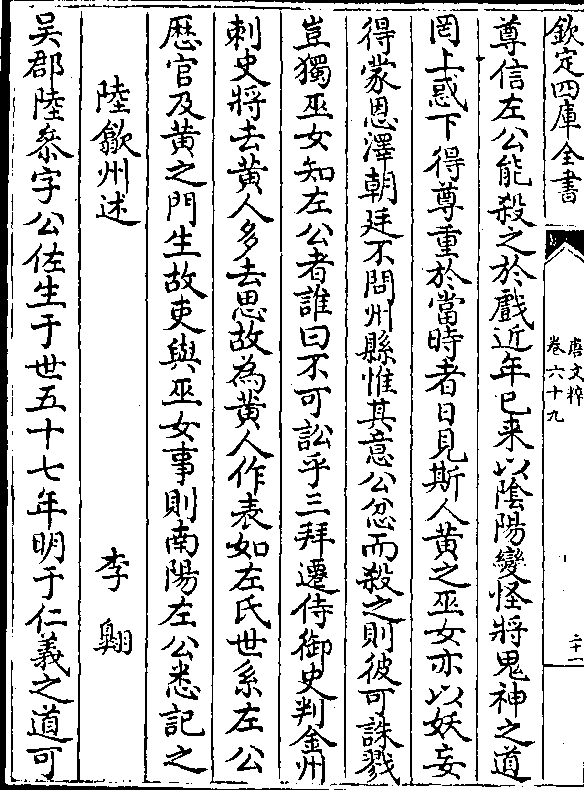 欽定四庫全書
唐文粹
卷六十九
二十一
尊信左公能殺之於戲近年已来以陰陽變怪將鬼神之道
罔上惑下得尊重於當時者日見斯人黄之巫女亦以妖妄
得蒙恩澤朝廷不問州縣惟其意公忿而殺之則彼可誅戮
豈獨巫女知左公者誰曰不可訟乎三拜遷侍御史判金州
刺史將去黄人多去思故為黄人作表如左氏世系左公
歴官及黄之門生故吏與巫女事則南陽左公悉記之
陸歙州述 李翺
吳郡陸叅字公佐生于世五十七年明于仁義之道可